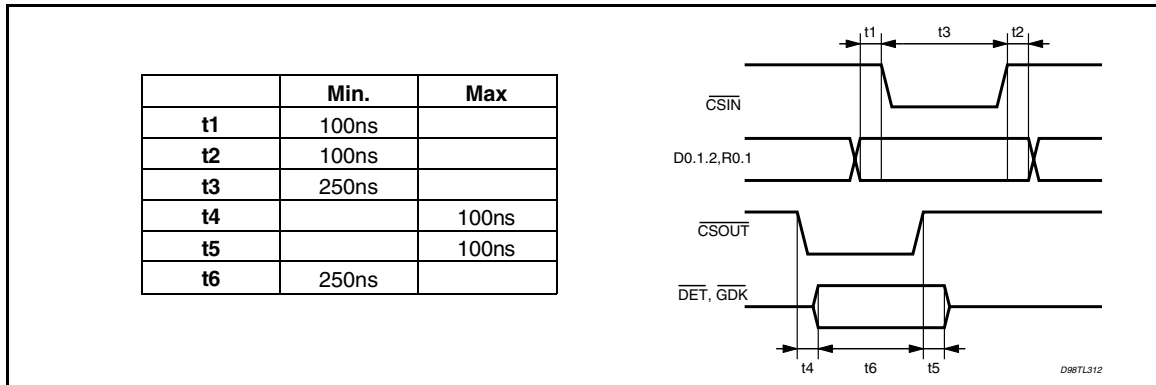 Min. Max
t1 100ns
t2 100ns
t3 250ns
t4 100ns
t5 100ns
t6 250ns
t1 t3 t2
CSIN
D0.1.2,R0.1
CSOUT
DET, GDK
t4 t6 t5
D98TL312